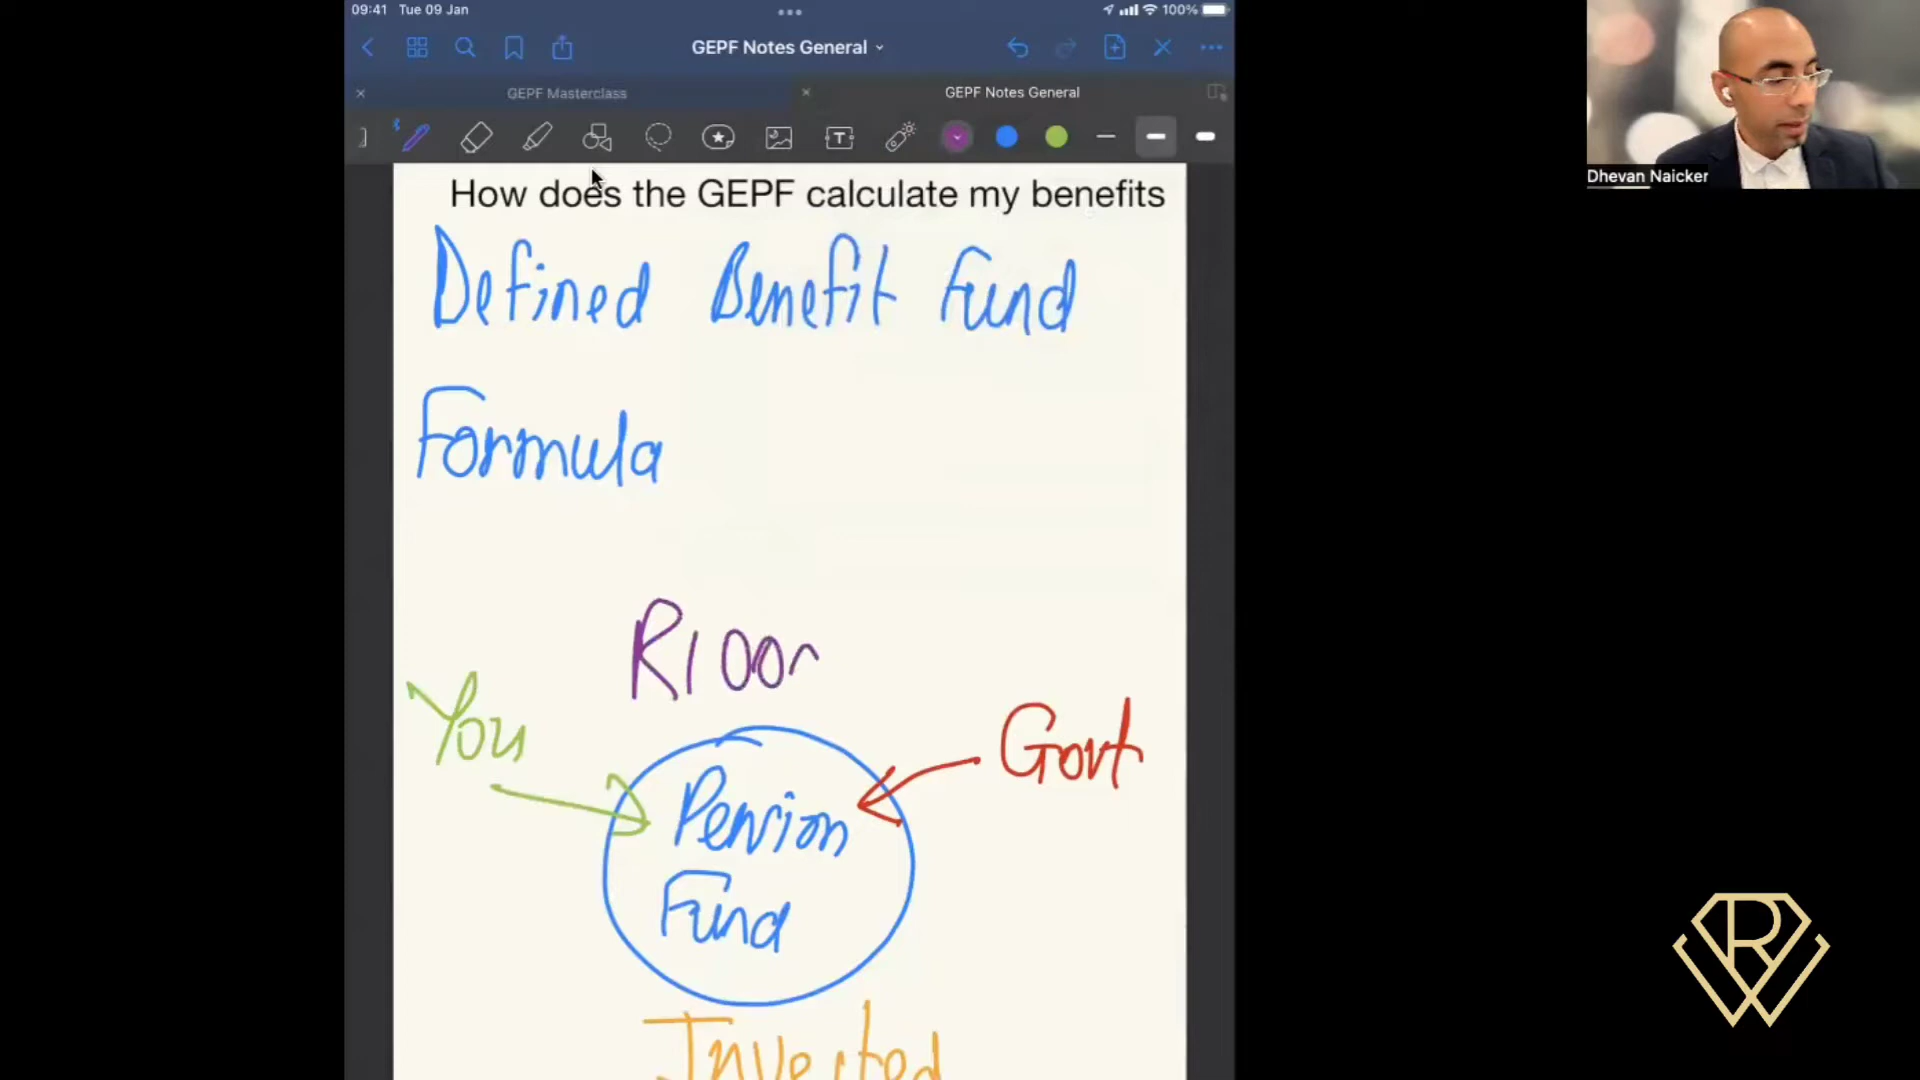 09:41 Tue 09 Jan
100%
GEPF Notes General
GEPF Masterclass
GEPF Notes General
Dhevan Naicker
How does the GEPF calculate my benefits
Defined Benefit Fund
Formula
You
Govt
Pension
Fund
Invested